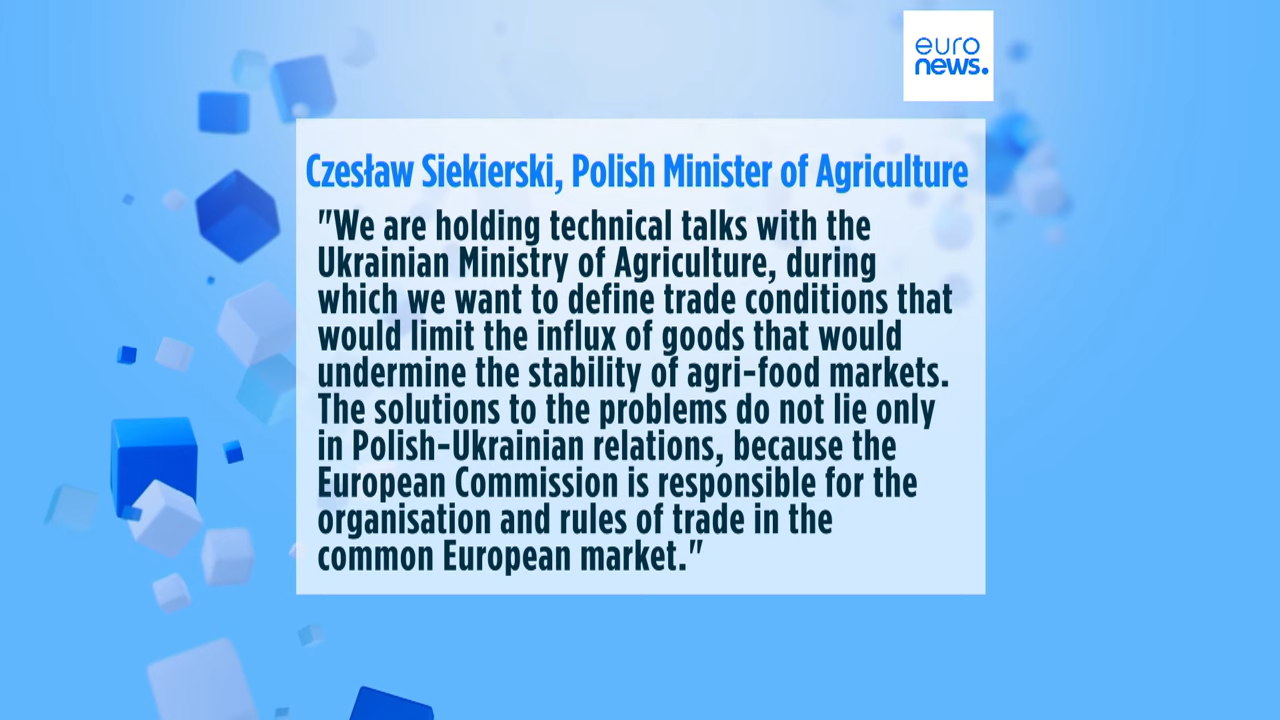 euro
news.
Czesław Siekierski, Polish Minister of Agriculture
"We are holding technical talks with the
Ukrainian Ministry of Agriculture, during
which we want to define trade conditions that
would limit the influx of goods that would
undermine the stability of agri-food markets.
The solutions to the problems do not lie only
in Polish-Ukrainian relations, because the
European Commission is responsible for the
organisation and rules of trade in the
common European market."